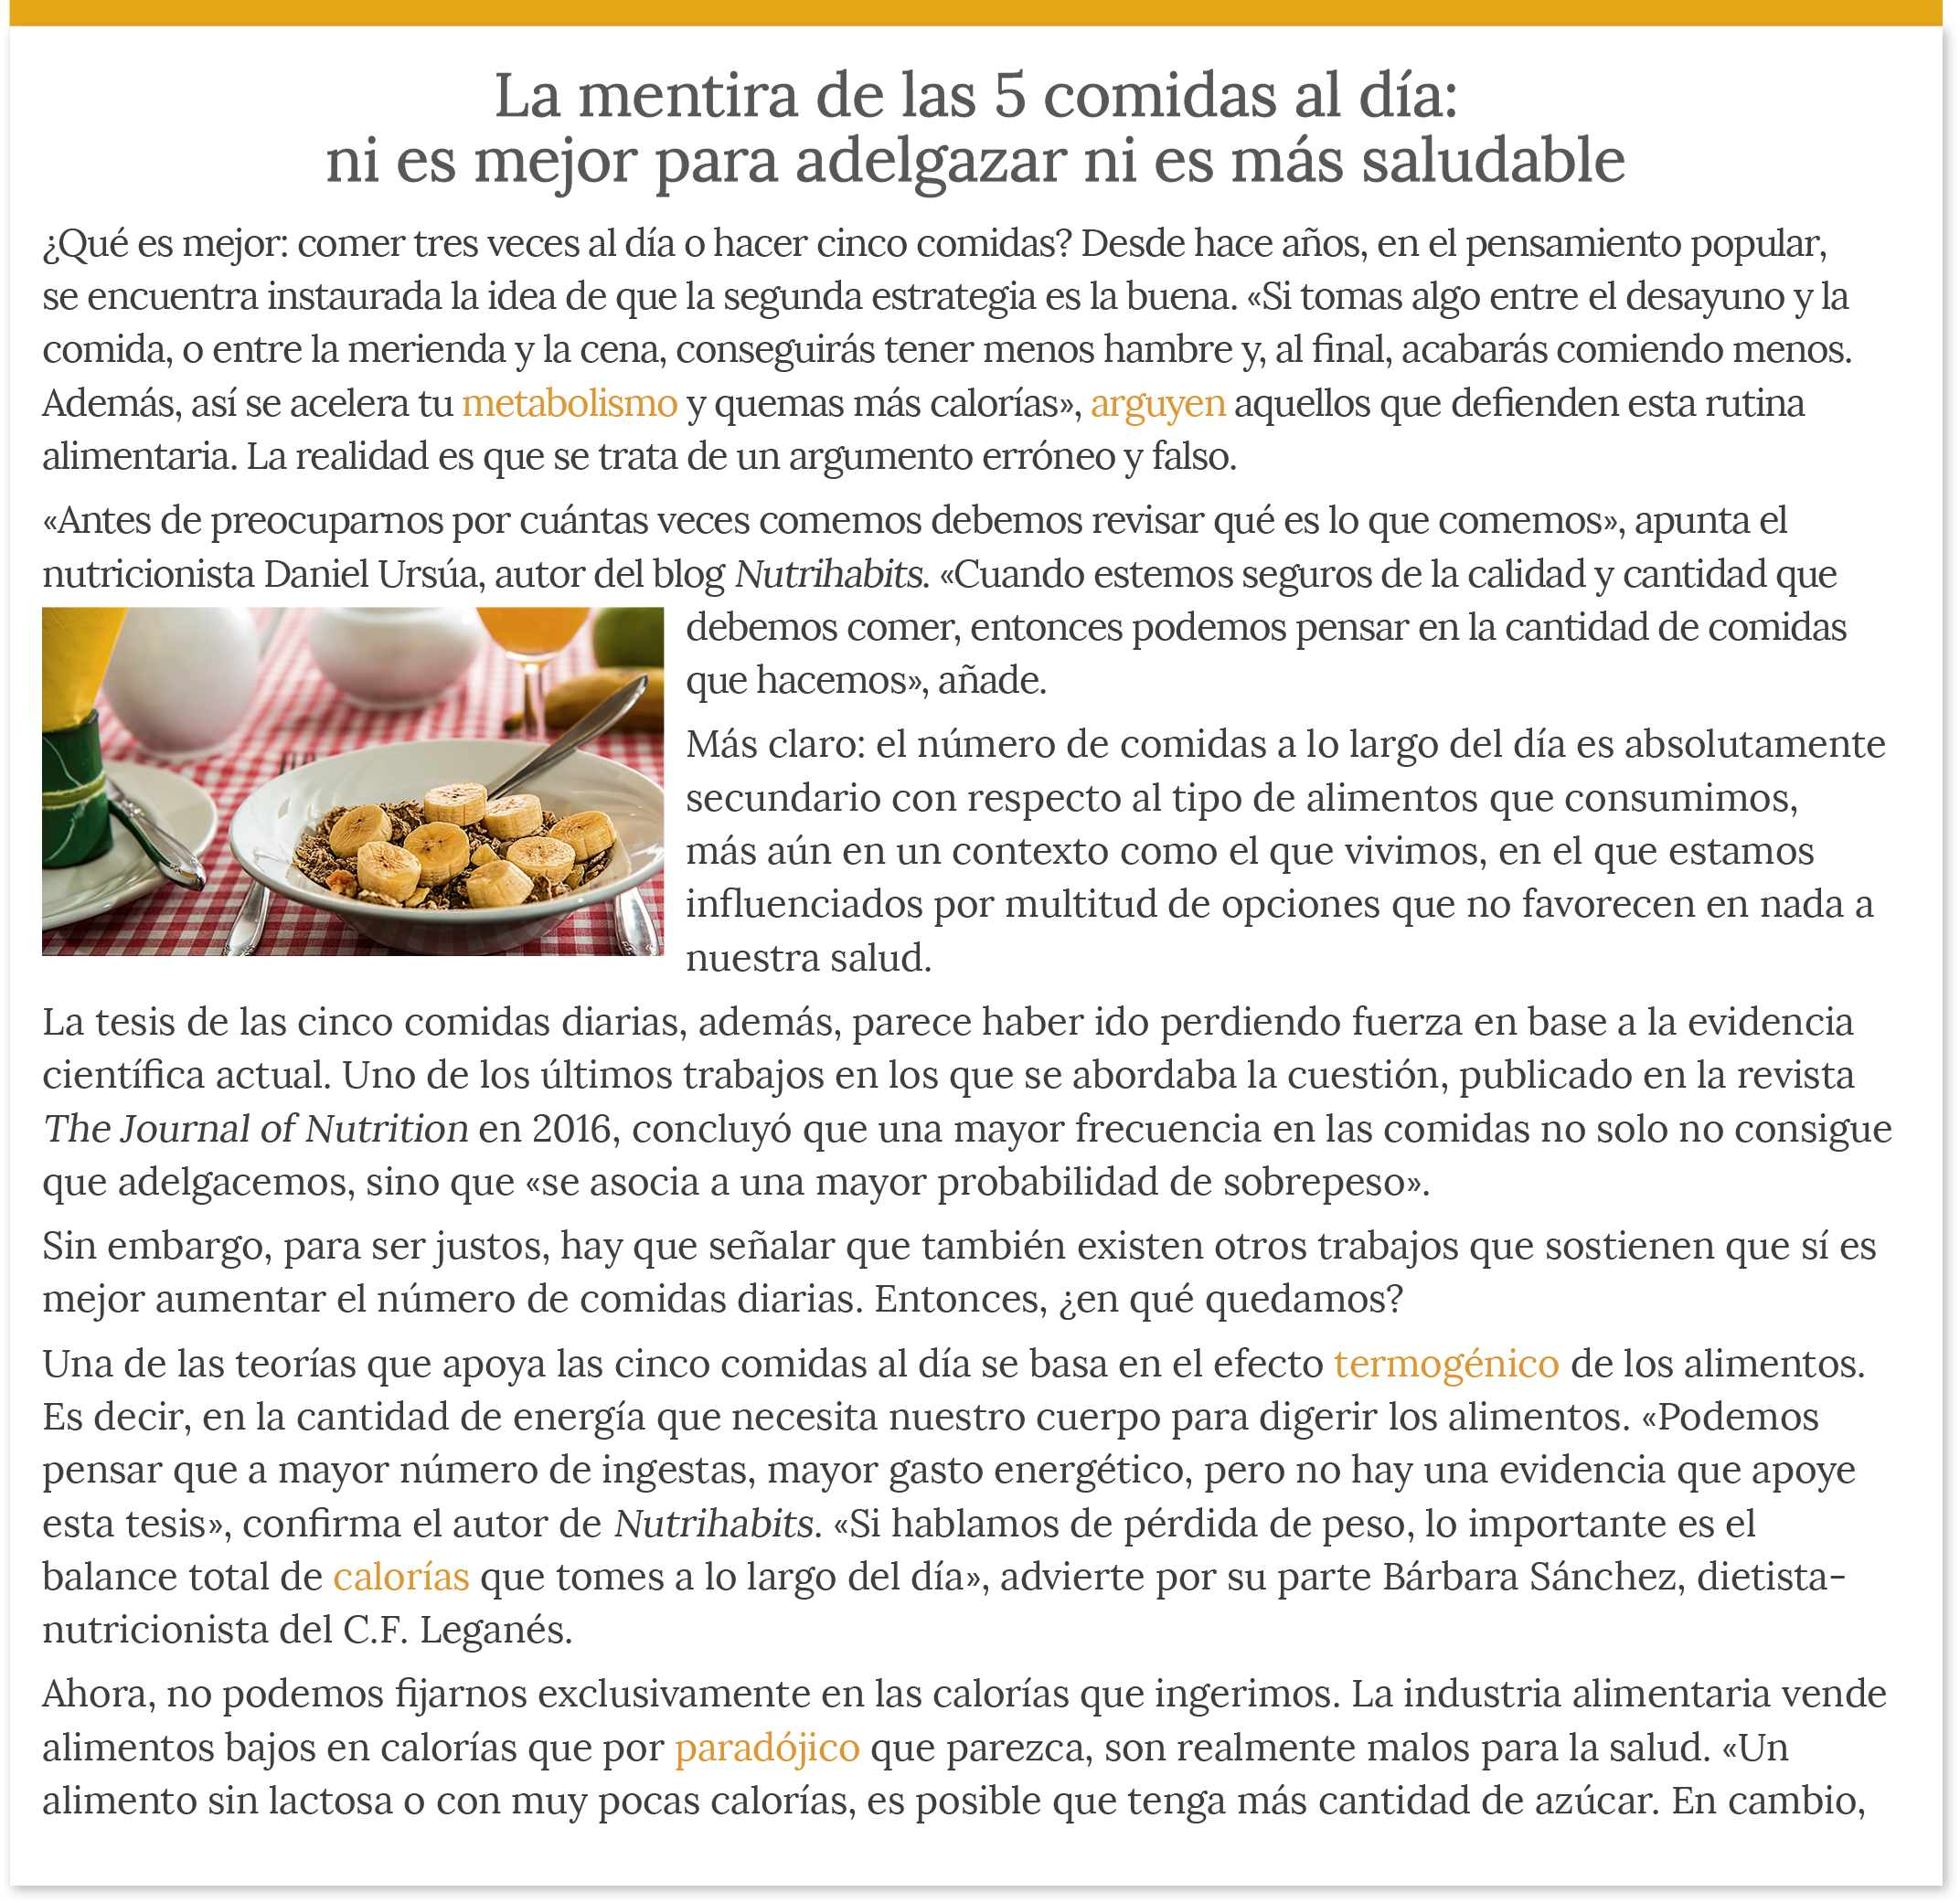 La mentira de las 5 comidas al día:
ni es mejor para adelgazar ni es más saludable
¿Qué es mejor: comer tres veces al día o hacer cinco comidas? Desde hace años, en el pensamiento popular,
se encuentra instaurada la idea de que la segunda estrategia es la buena. «Si tomas algo entre el desayuno y la
comida, o entre la merienda y la cena, conseguirás tener menos hambre y, al final, acabarás comiendo menos.
Además, así se acelera tu metabolismo y quemas más calorías», arguyen aquellos que defienden esta rutina
alimentaria. La realidad es que se trata de un argumento erróneo y falso.
«Antes de preocuparnos por cuántas veces comemos debemos revisar qué es lo que comemos», apunta el
nutricionista Daniel Ursúa, autor del blog Nutrihabits. «Cuando estemos seguros de la calidad y cantidad que
debemos comer, entonces podemos pensar en la cantidad de comidas
que hacemos», añade.
Más claro: el número de comidas a lo largo del día es absolutamente
secundario con respecto al tipo de alimentos que consumimos,
más aún en un contexto como el que vivimos, en el que estamos
influenciados por multitud de opciones que no favorecen en nada a
nuestra salud.
La tesis de las cinco comidas diarias, además, parece haber ido perdiendo fuerza en base a la evidencia
científica actual. Uno de los últimos trabajos en los que se abordaba la cuestión, publicado en la revista
The Journal of Nutrition en 2016, concluyó que una mayor frecuencia en las comidas no solo no consigue
que adelgacemos, sino que «se asocia a una mayor probabilidad de sobrepeso».
Sin embargo, para ser justos, hay que señalar que también existen otros trabajos que sostienen que sí es
mejor aumentar el número de comidas diarias. Entonces, ¿en qué quedamos?
Una de las teorías que apoya las cinco comidas al día se basa en el efecto termogénico de los alimentos.
Es decir, en la cantidad de energía que necesita nuestro cuerpo para digerir los alimentos. «Podemos
pensar que a mayor número de ingestas, mayor gasto energético, pero no hay una evidencia que apoye
esta tesis», confirma el autor de Nutrihabits. «Si hablamos de pérdida de peso, lo importante es el
balance total de calorías que tomes a lo largo del día», advierte por su parte Bárbara Sánchez, dietista-
nutricionista del C.F. Leganés.
Ahora, no podemos fijarnos exclusivamente en las calorías que ingerimos. La industria alimentaria vende
alimentos bajos en calorías que por paradójico que parezca, son realmente malos para la salud. «Un
alimento sin lactosa o con muy pocas calorías, es posible que tenga más cantidad de azúcar. En cambio,